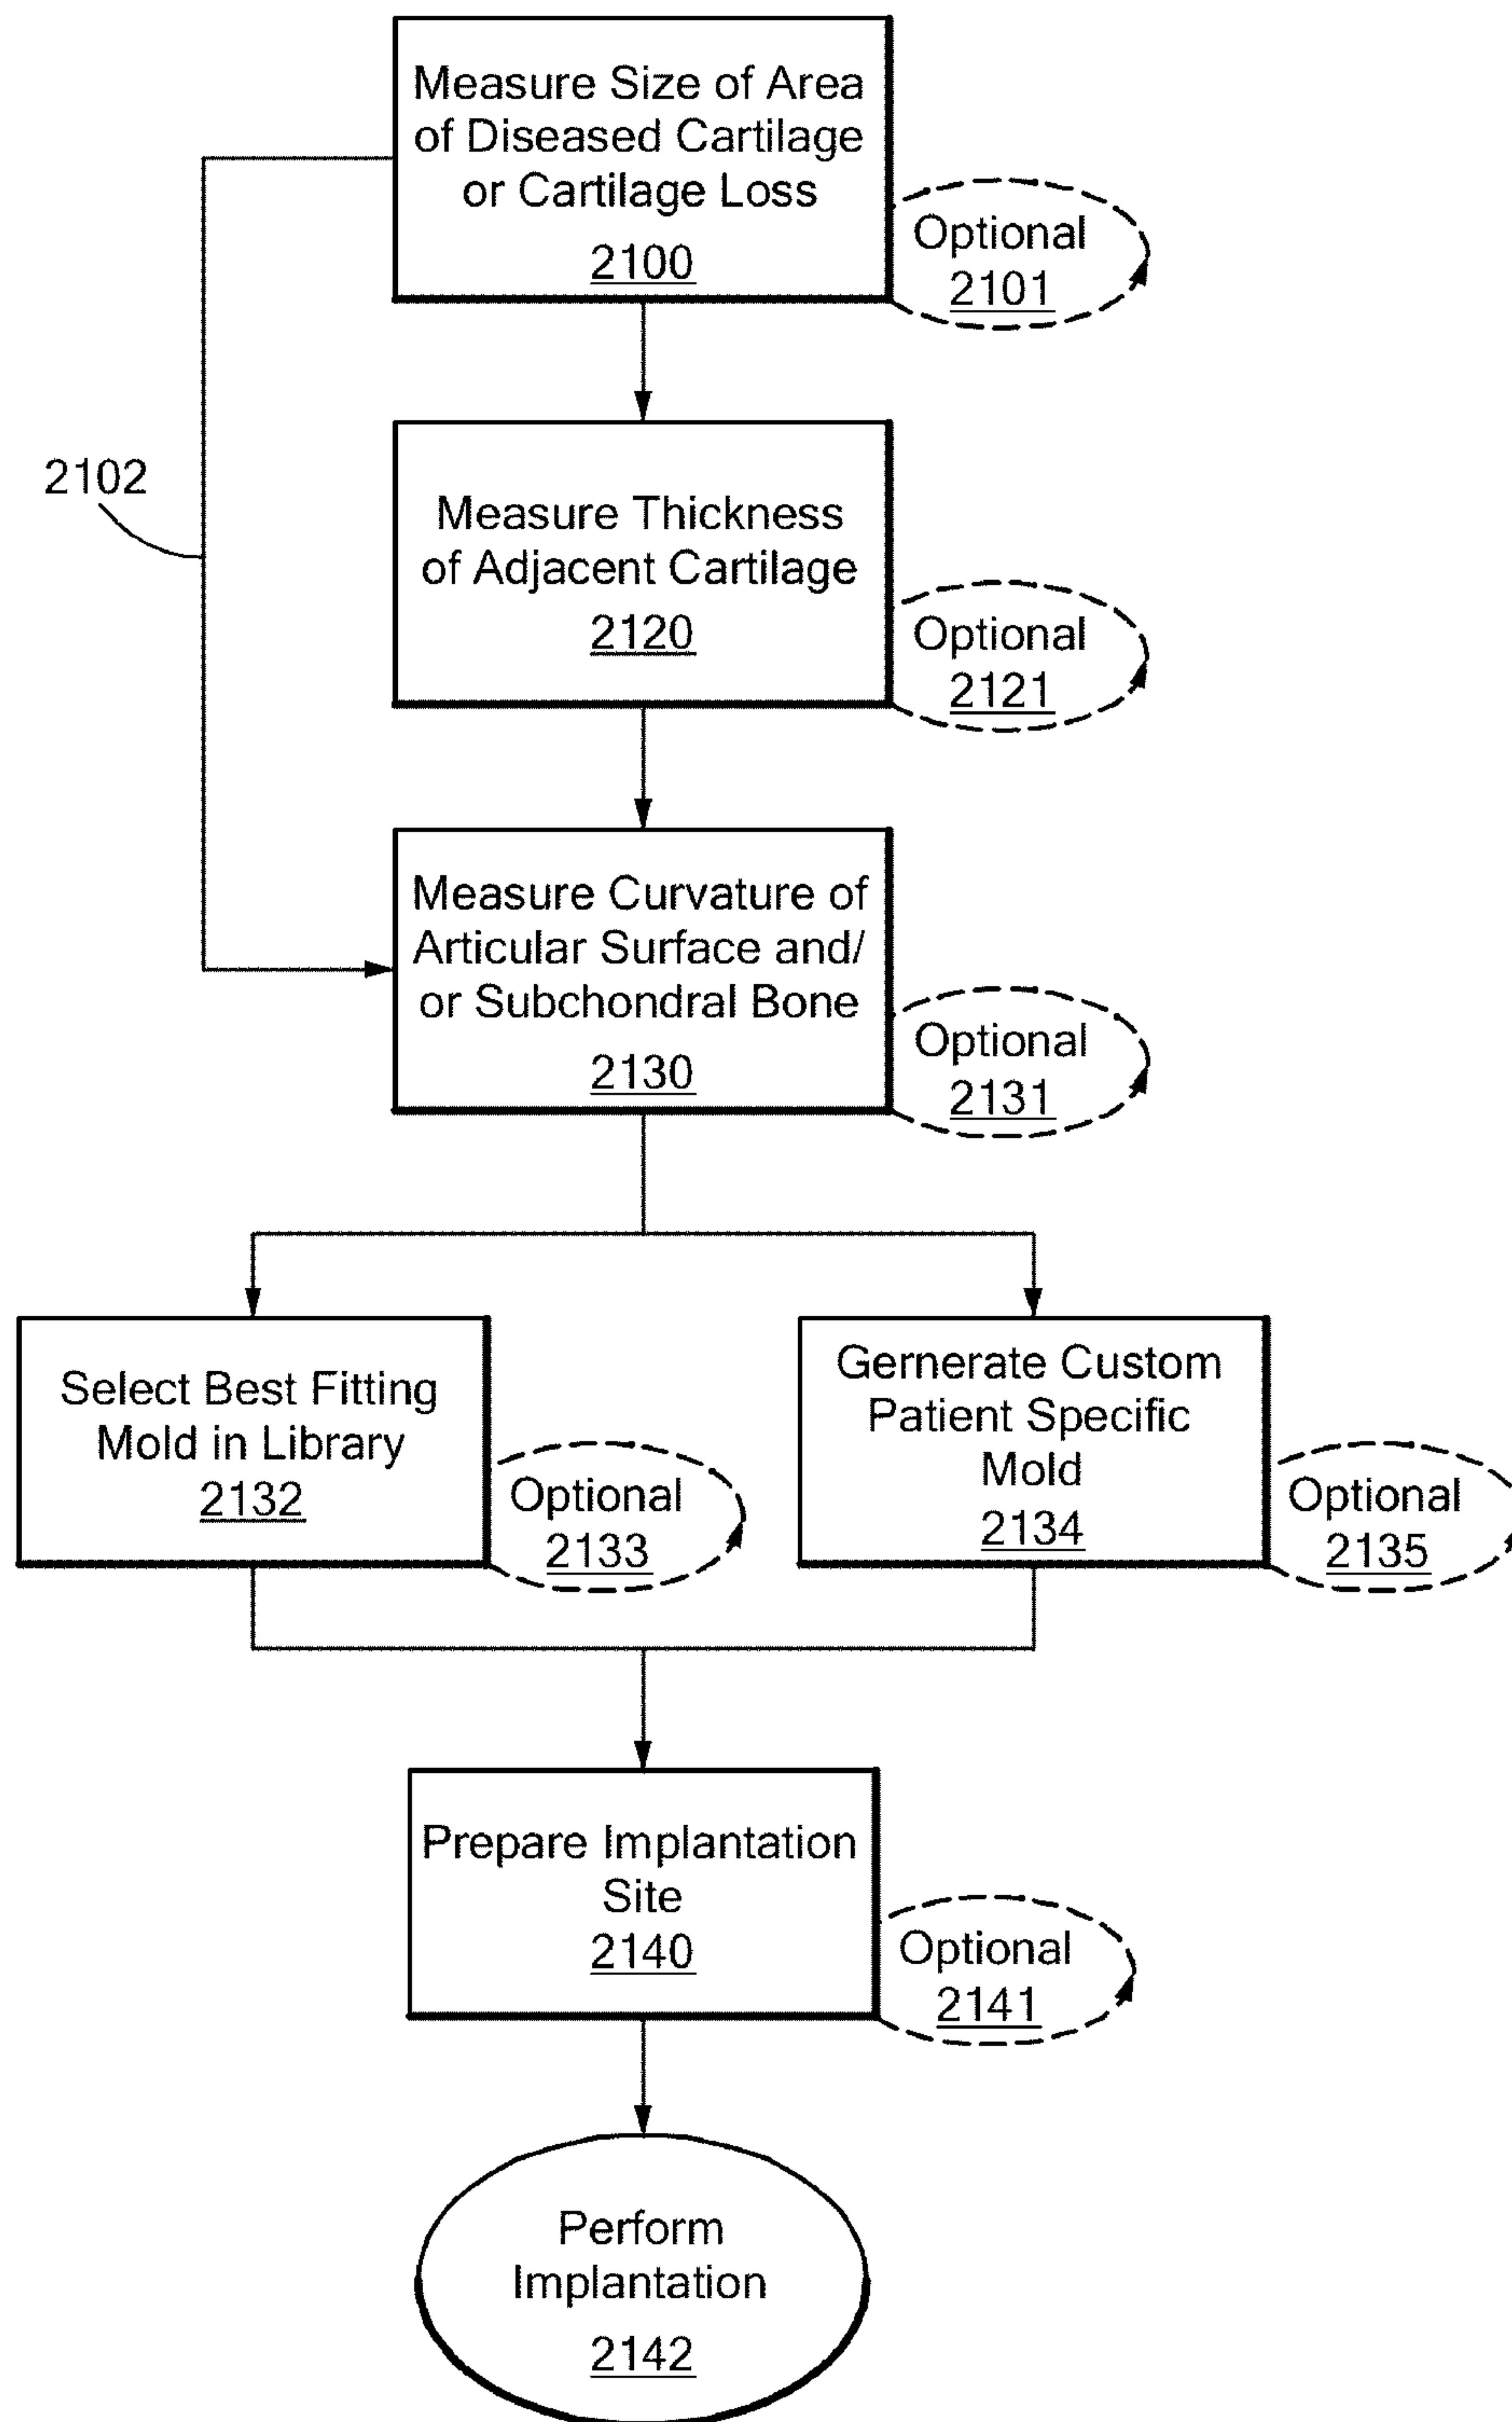 Measure Size of Area
of Diseased Cartilage
or Cartilage Loss
2100
Optional
2101
2102
Measure Thickness
of Adjacent Cartilage
2120
Optional
2121
Measure Curvature of
Articular Surface and/
or Subchondral Bone
2130
Optional
2131
Select Best Fitting
Mold in Library
2132
Optional
2133
Gernerate Custom
Patient Specific
Mold
2134
Optional
2135
Prepare Implantation
Site
2140
Optional
2141
Perform
Implantation
2142